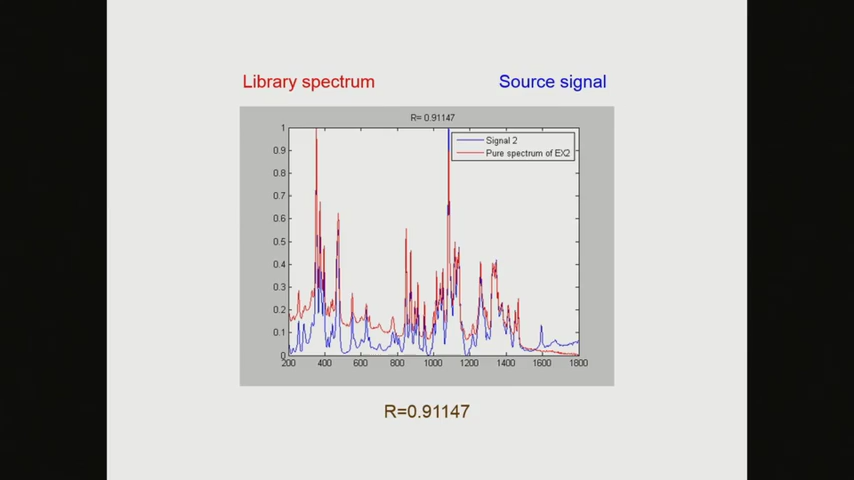 Library spectrum
Source signal
R= 0.91147
Signal 2
Pure spectrum of EX2
1
0.9
0.8
0.7
0.6
0.5
0.4
0.3
0.2
0.1
0
200 400 600 800 1000 1200 1400 1600 1800
R=0.91147